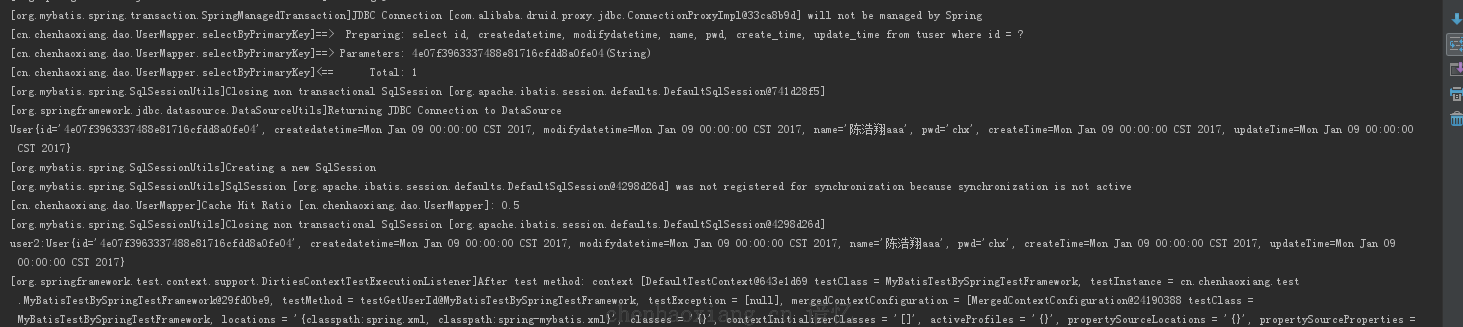 [org.mybatis.spring.transaction.SpringManagedTransaction]JDBC Connection [com.alibaba.druid.proxy.jdbc.ConnectionProxyImpl@33ca8b9d] will not be managed by Spring
[cn.chenhaoxiang.dao.UserMapper.selectByPrimaryKey]==>  Preparing: select id, createdatetime, modifydatetime, name, pwd, create_time, update_time from tuser where id = ?
[cn.chenhaoxiang.dao.UserMapper.selectByPrimaryKey]==> Parameters: 4e07f3963337488e81716cfdd8a0fe04(String)
[cn.chenhaoxiang.dao.UserMapper.selectByPrimaryKey]<==      Total: 1
[org.mybatis.spring.SqlSessionUtils]Closing non transactional SqlSession [org.apache.ibatis.session.defaults.DefaultSqlSession@741d28f5]
[org.springframework.jdbc.datasource.DataSourceUtils]Returning JDBC Connection to DataSource
User{id='4e07f3963337488e81716cfdd8a0fe04', createdatetime=Mon Jan 09 00:00:00 CST 2017, modifydatetime=Mon Jan 09 00:00:00 CST 2017, name='陈浩翔aaa', pwd='chx', createTime=Mon Jan 09 00:00:00 CST 2017, updateTime=Mon Jan 09 00:00:00
CST 2017}
[org.mybatis.spring.SqlSessionUtils]Creating a new SqlSession
[org.mybatis.spring.SqlSessionUtils]SqlSession [org.apache.ibatis.session.defaults.DefaultSqlSession@4298d26d] was not registered for synchronization because synchronization is not active
[cn.chenhaoxiang.dao.UserMapper]Cache Hit Ratio [cn.chenhaoxiang.dao.UserMapper]: 0.5
[org.mybatis.spring.SqlSessionUtils]Closing non transactional SqlSession [org.apache.ibatis.session.defaults.DefaultSqlSession@4298d26d]
user2:User{id='4e07f3963337488e81716cfdd8a0fe04', createdatetime=Mon Jan 09 00:00:00 CST 2017, modifydatetime=Mon Jan 09 00:00:00 CST 2017, name='陈浩翔aaa', pwd='chx', createTime=Mon Jan 09 00:00:00 CST 2017, updateTime=Mon Jan 09
00:00:00 CST 2017}
[org.springframework.test.context.support.DirtiesContextTestExecutionListener]After test method: context [DefaultTestContext@643e1d69 testClass = MyBatisTestBySpringTestFramework, testInstance = cn.chenhaoxiang.test
.MyBatisTestBySpringTestFramework@29fd0be9, testMethod = testGetUserId@MyBatisTestBySpringTestFramework, testException = [null], mergedContextConfiguration = [MergedContextConfiguration@24190388 testClass =
MyBatisTestBySpringTestFramework, locations = '{classpath:spring.xml, classpath:spring-mybatis.xml}', classes = '{}', contextInitializerClasses = '[]', activeProfiles = '{}', propertySourceLocations = '{}', propertySourceProperties =
chenhaoxiang.cn